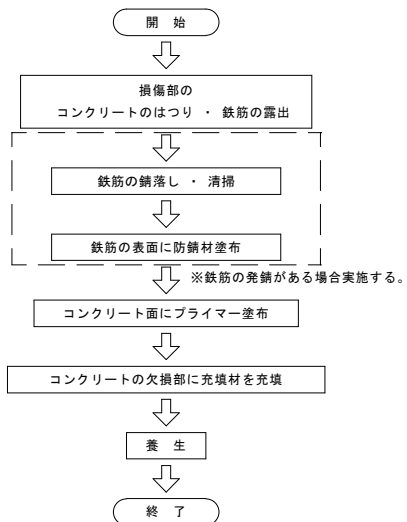 開　始
損傷部の
コンクリートのはつり ・ 鉄筋の露出
鉄筋の錆落し ・ 清掃
鉄筋の表面に防錆材塗布
※鉄筋の発錆がある場合実施する。
コンクリート面にプライマー塗布
コンクリートの欠損部に充填材を充填
養　生
終　了